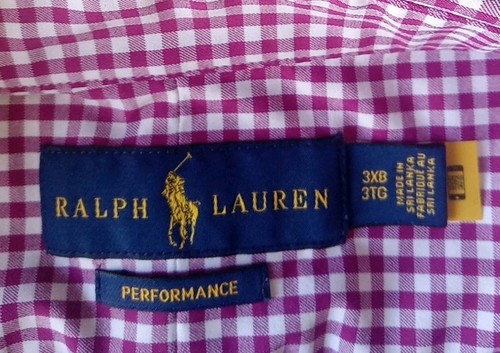 RALPH LAUREN
3XB
3TG
MADE IN
SRI LANKA
FABRIQUÉ AU
SRI LANKA
PERFORMANCE